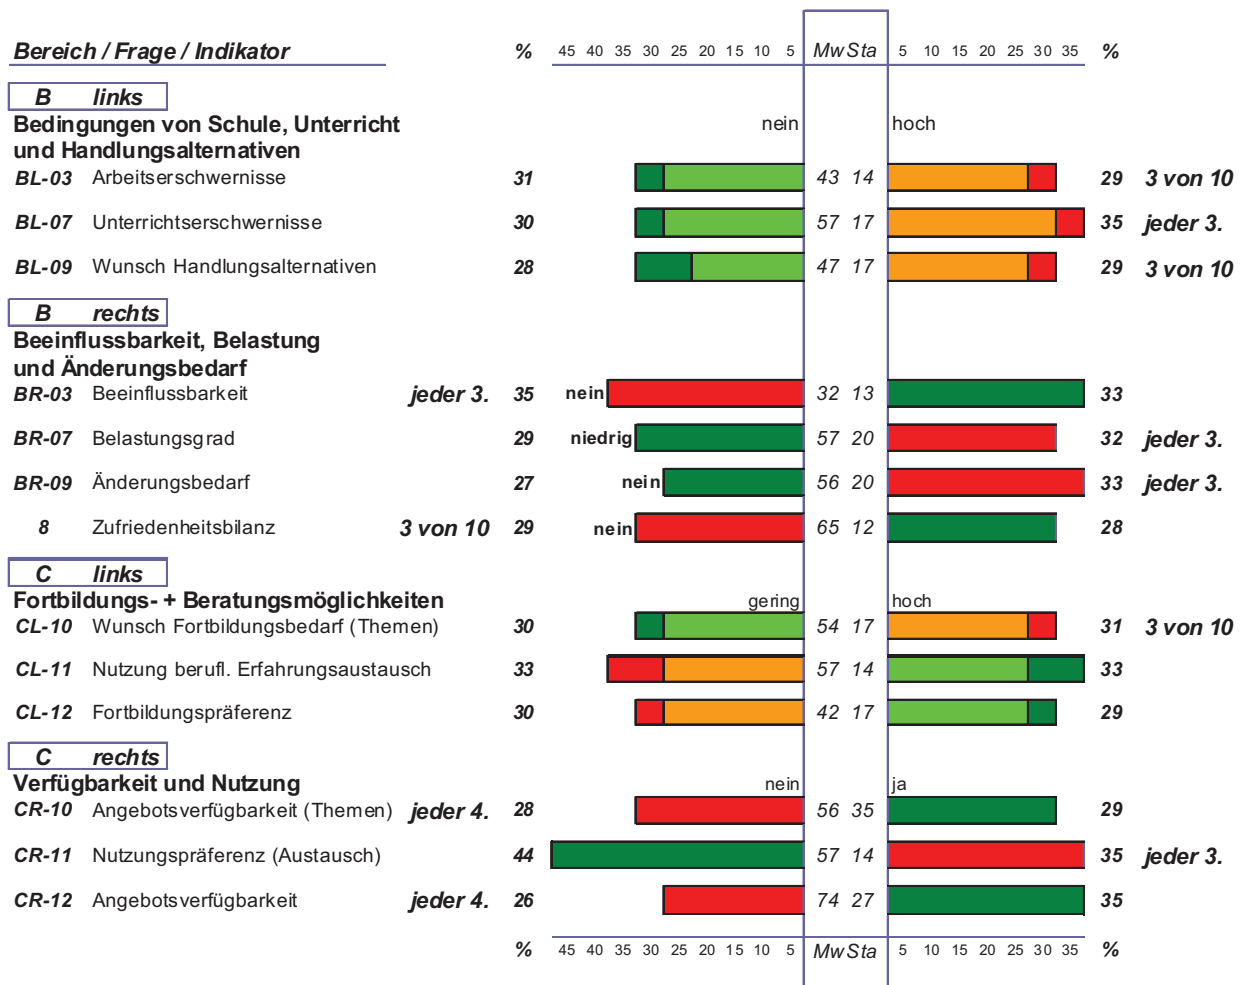 Bereich / Frage / Indikator % 45 40 35 30 25 20 15 10 5 Mw Sta 5 10 15 20 25 30 35 %
B links
Bedingungen von Schule, Unterricht nein hoch
und Handlungsalternativen
BL-03 Arbeitserschwernisse 31 43 14 29 3 von 10
BL-07 Unterrichtserschwernisse 30 57 17 35 jeder 3.
BL-09 Wunsch Handlungsalternativen 28 47 17 29 3 von 10
B rechts
Beeinflussbarkeit, Belastung
und Änderungsbedarf
BR-03 Beeinflussbarkeit jeder 3. 35 nein 32 13 33
BR-07 Belastungsgrad 29 niedrig 57 20 32 jeder 3.
BR-09 Änderungsbedarf 27 nein 56 20 33 jeder 3.
8 Zufriedenheitsbilanz 3 von 10 29 nein 65 12 28
C links
Fortbildungs- + Beratungsmöglichkeiten gering hoch
CL-10 Wunsch Fortbildungsbedarf (Themen) 30 54 17 31 3 von 10
CL-11 Nutzung berufl. Erfahrungsaustausch 33 57 14 33
CL-12 Fortbildungspräferenz 30 42 17 29
C rechts
Verfügbarkeit und Nutzung nein ja
CR-10 Angebotsverfügbarkeit (Themen) jeder 4. 28 56 35 29
CR-11 Nutzungspräferenz (Austausch) 44 57 14 35 jeder 3.
CR-12 Angebotsverfügbarkeit jeder 4. 26 74 27 35
% 45 40 35 30 25 20 15 10 5 Mw Sta 5 10 15 20 25 30 35 %